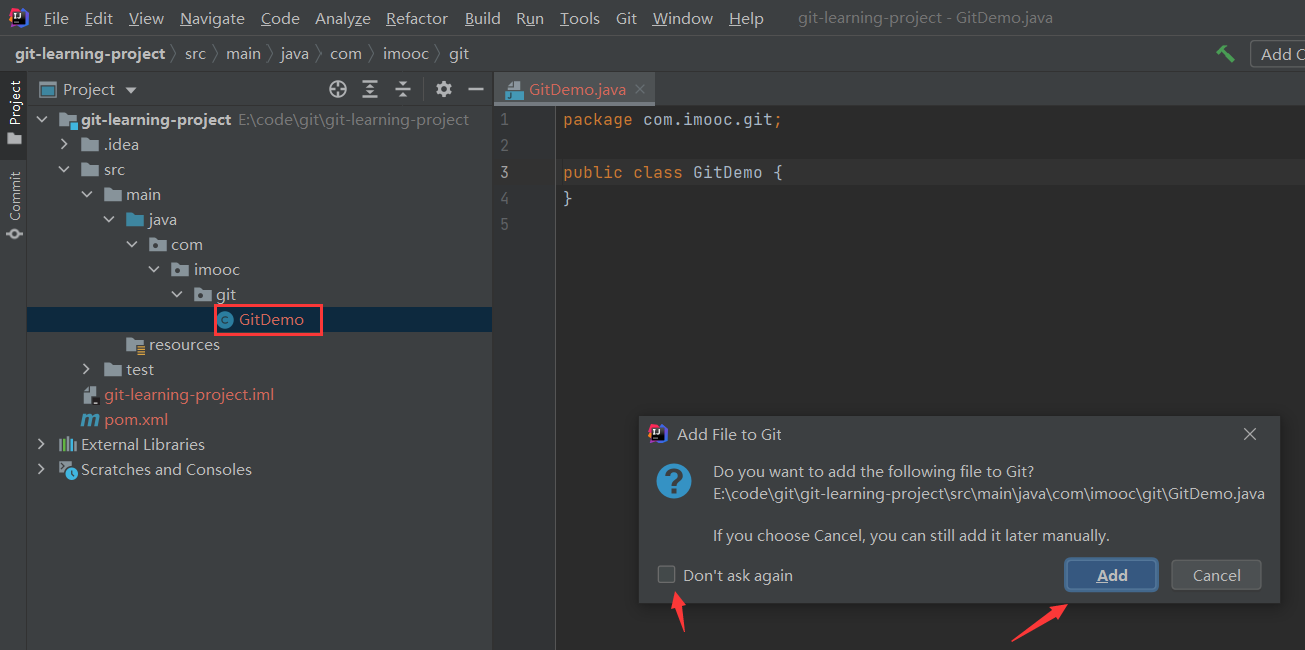 File Edit View Navigate Code Analyze Refactor Build Run Tools Git Window Help git-learning-project - GitDemo.java
git-learning-project src main java com imooc git
Add C
Project
Commit
Project
git-learning-project E:\code\git\git-learning-project
.idea
src
main
java
com
imooc
git
GitDemo
resources
test
git-learning-project.iml
pom.xml
External Libraries
Scratches and Consoles
GitDemo.java
1 package com.imooc.git;
2
3 public class GitDemo {
4 }
5
Add File to Git
Do you want to add the following file to Git?
E:\code\git\git-learning-project\src\main\java\com\imooc\git\GitDemo.java
If you choose Cancel, you can still add it later manually.
Don't ask again
Add
Cancel